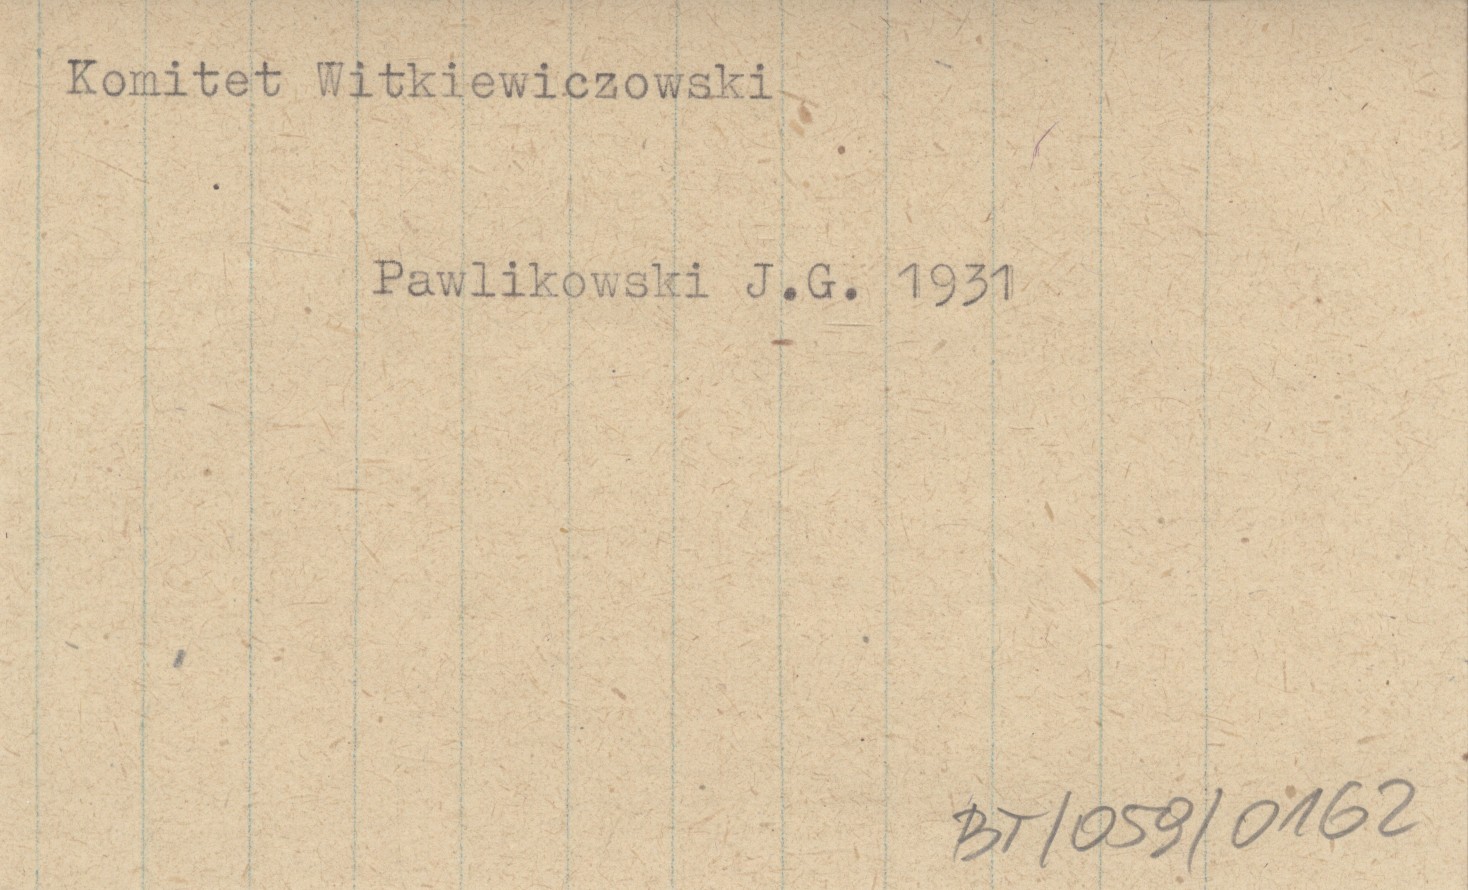 Komitet Witkiewiczowski
Pawlikowski J.G. 1931
BT/059/0162